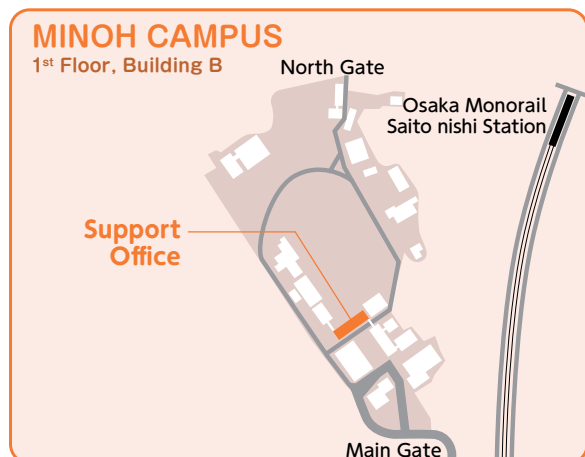 MINOH CAMPUS
1st Floor, Building B
North Gate
Osaka Monorail
Saito nishi Station
Support
Office
Main Gate